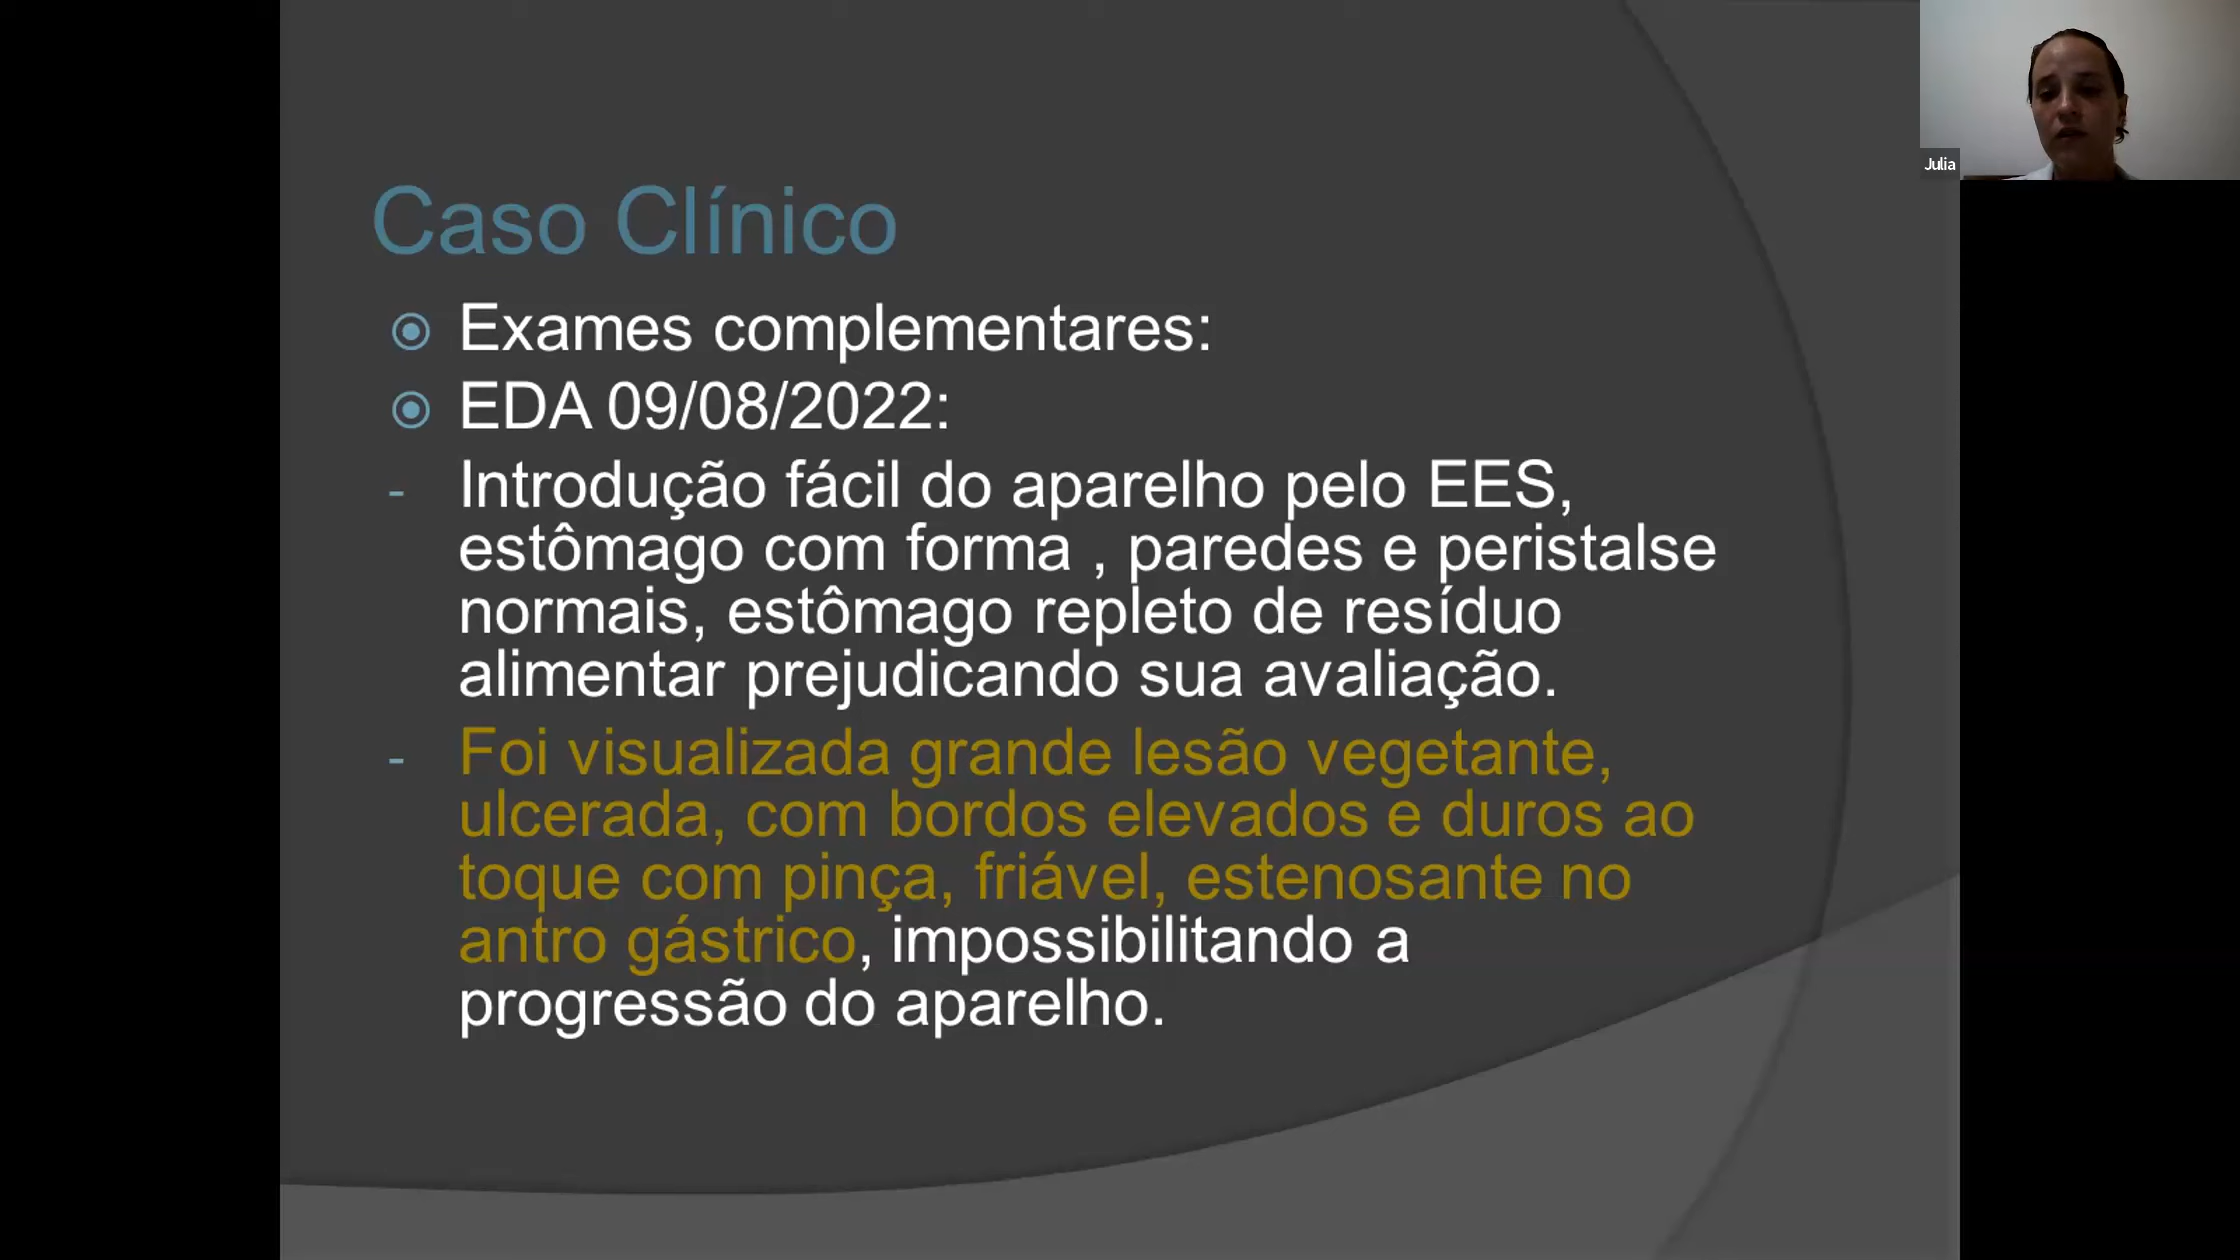 Caso Clínico
Exames complementares:
EDA 09/08/2022:
- Introdução fácil do aparelho pelo EES,
estômago com forma , paredes e peristalse
normais, estômago repleto de resíduo
alimentar prejudicando sua avaliação.
- Foi visualizada grande lesão vegetante,
ulcerada, com bordos elevados e duros ao
toque com pinça, friável, estenosante no
antro gástrico, impossibilitando a
progressão do aparelho.
Julia